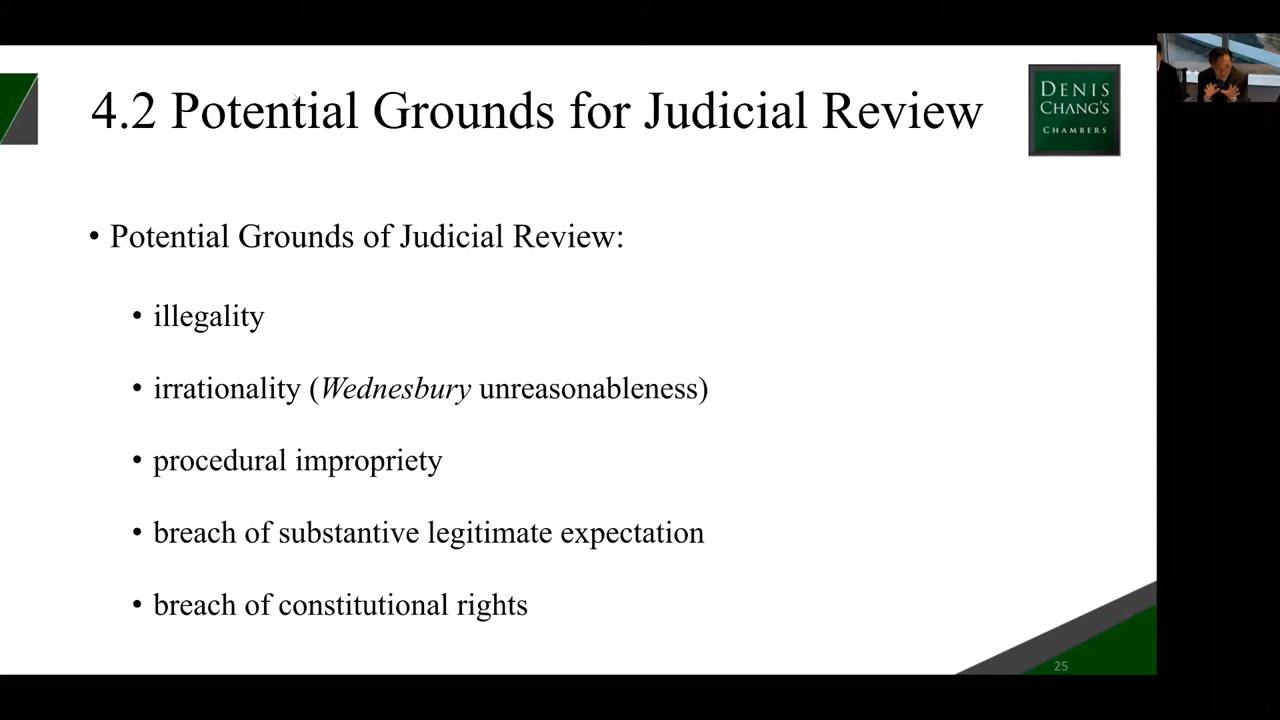 4.2 Potential Grounds for Judicial Review
DENIS
CHANG'S
CHAMBERS
• Potential Grounds of Judicial Review:
• illegality
• irrationality (Wednesbury unreasonableness)
• procedural impropriety
• breach of substantive legitimate expectation
• breach of constitutional rights
25